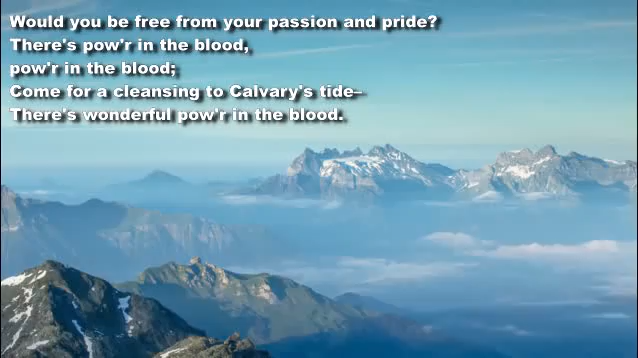 Would you be free from your passion and pride?
There's pow'r in the blood,
pow'r in the blood;
Come for a cleansing to Calvary's tide–
There's wonderful pow'r in the blood.